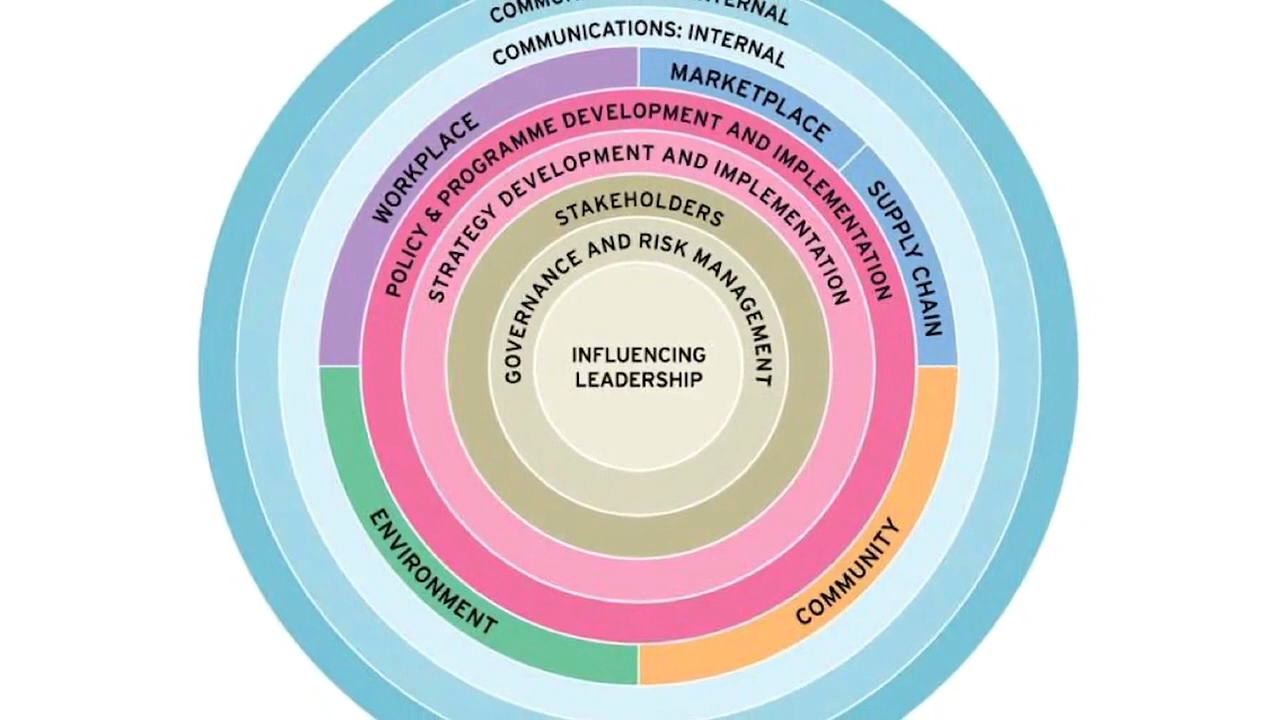 COMMUNICATIONS: INTERNAL
MARKETPLACE
WORKPLACE
POLICY & PROGRAMME DEVELOPMENT AND IMPLEMENTATION
STRATEGY DEVELOPMENT AND IMPLEMENTATION
SUPPLY CHAIN
STAKEHOLDERS
GOVERNANCE AND RISK MANAGEMENT
INFLUENCING
LEADERSHIP
ENVIRONMENT
COMMUNITY